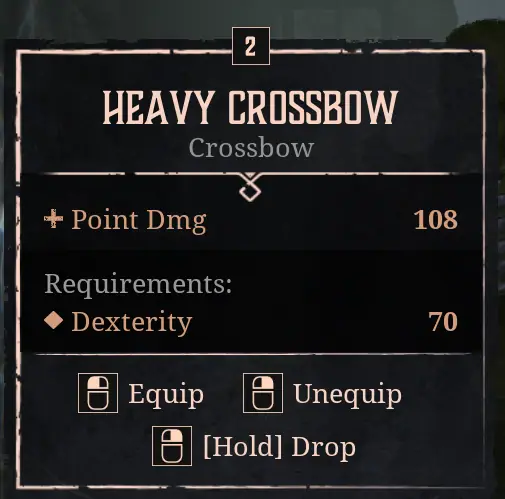 2
HEAVY CROSSBOW
Crossbow
Point Dmg 108
Requirements:
Dexterity 70
Equip Unequip
[Hold] Drop